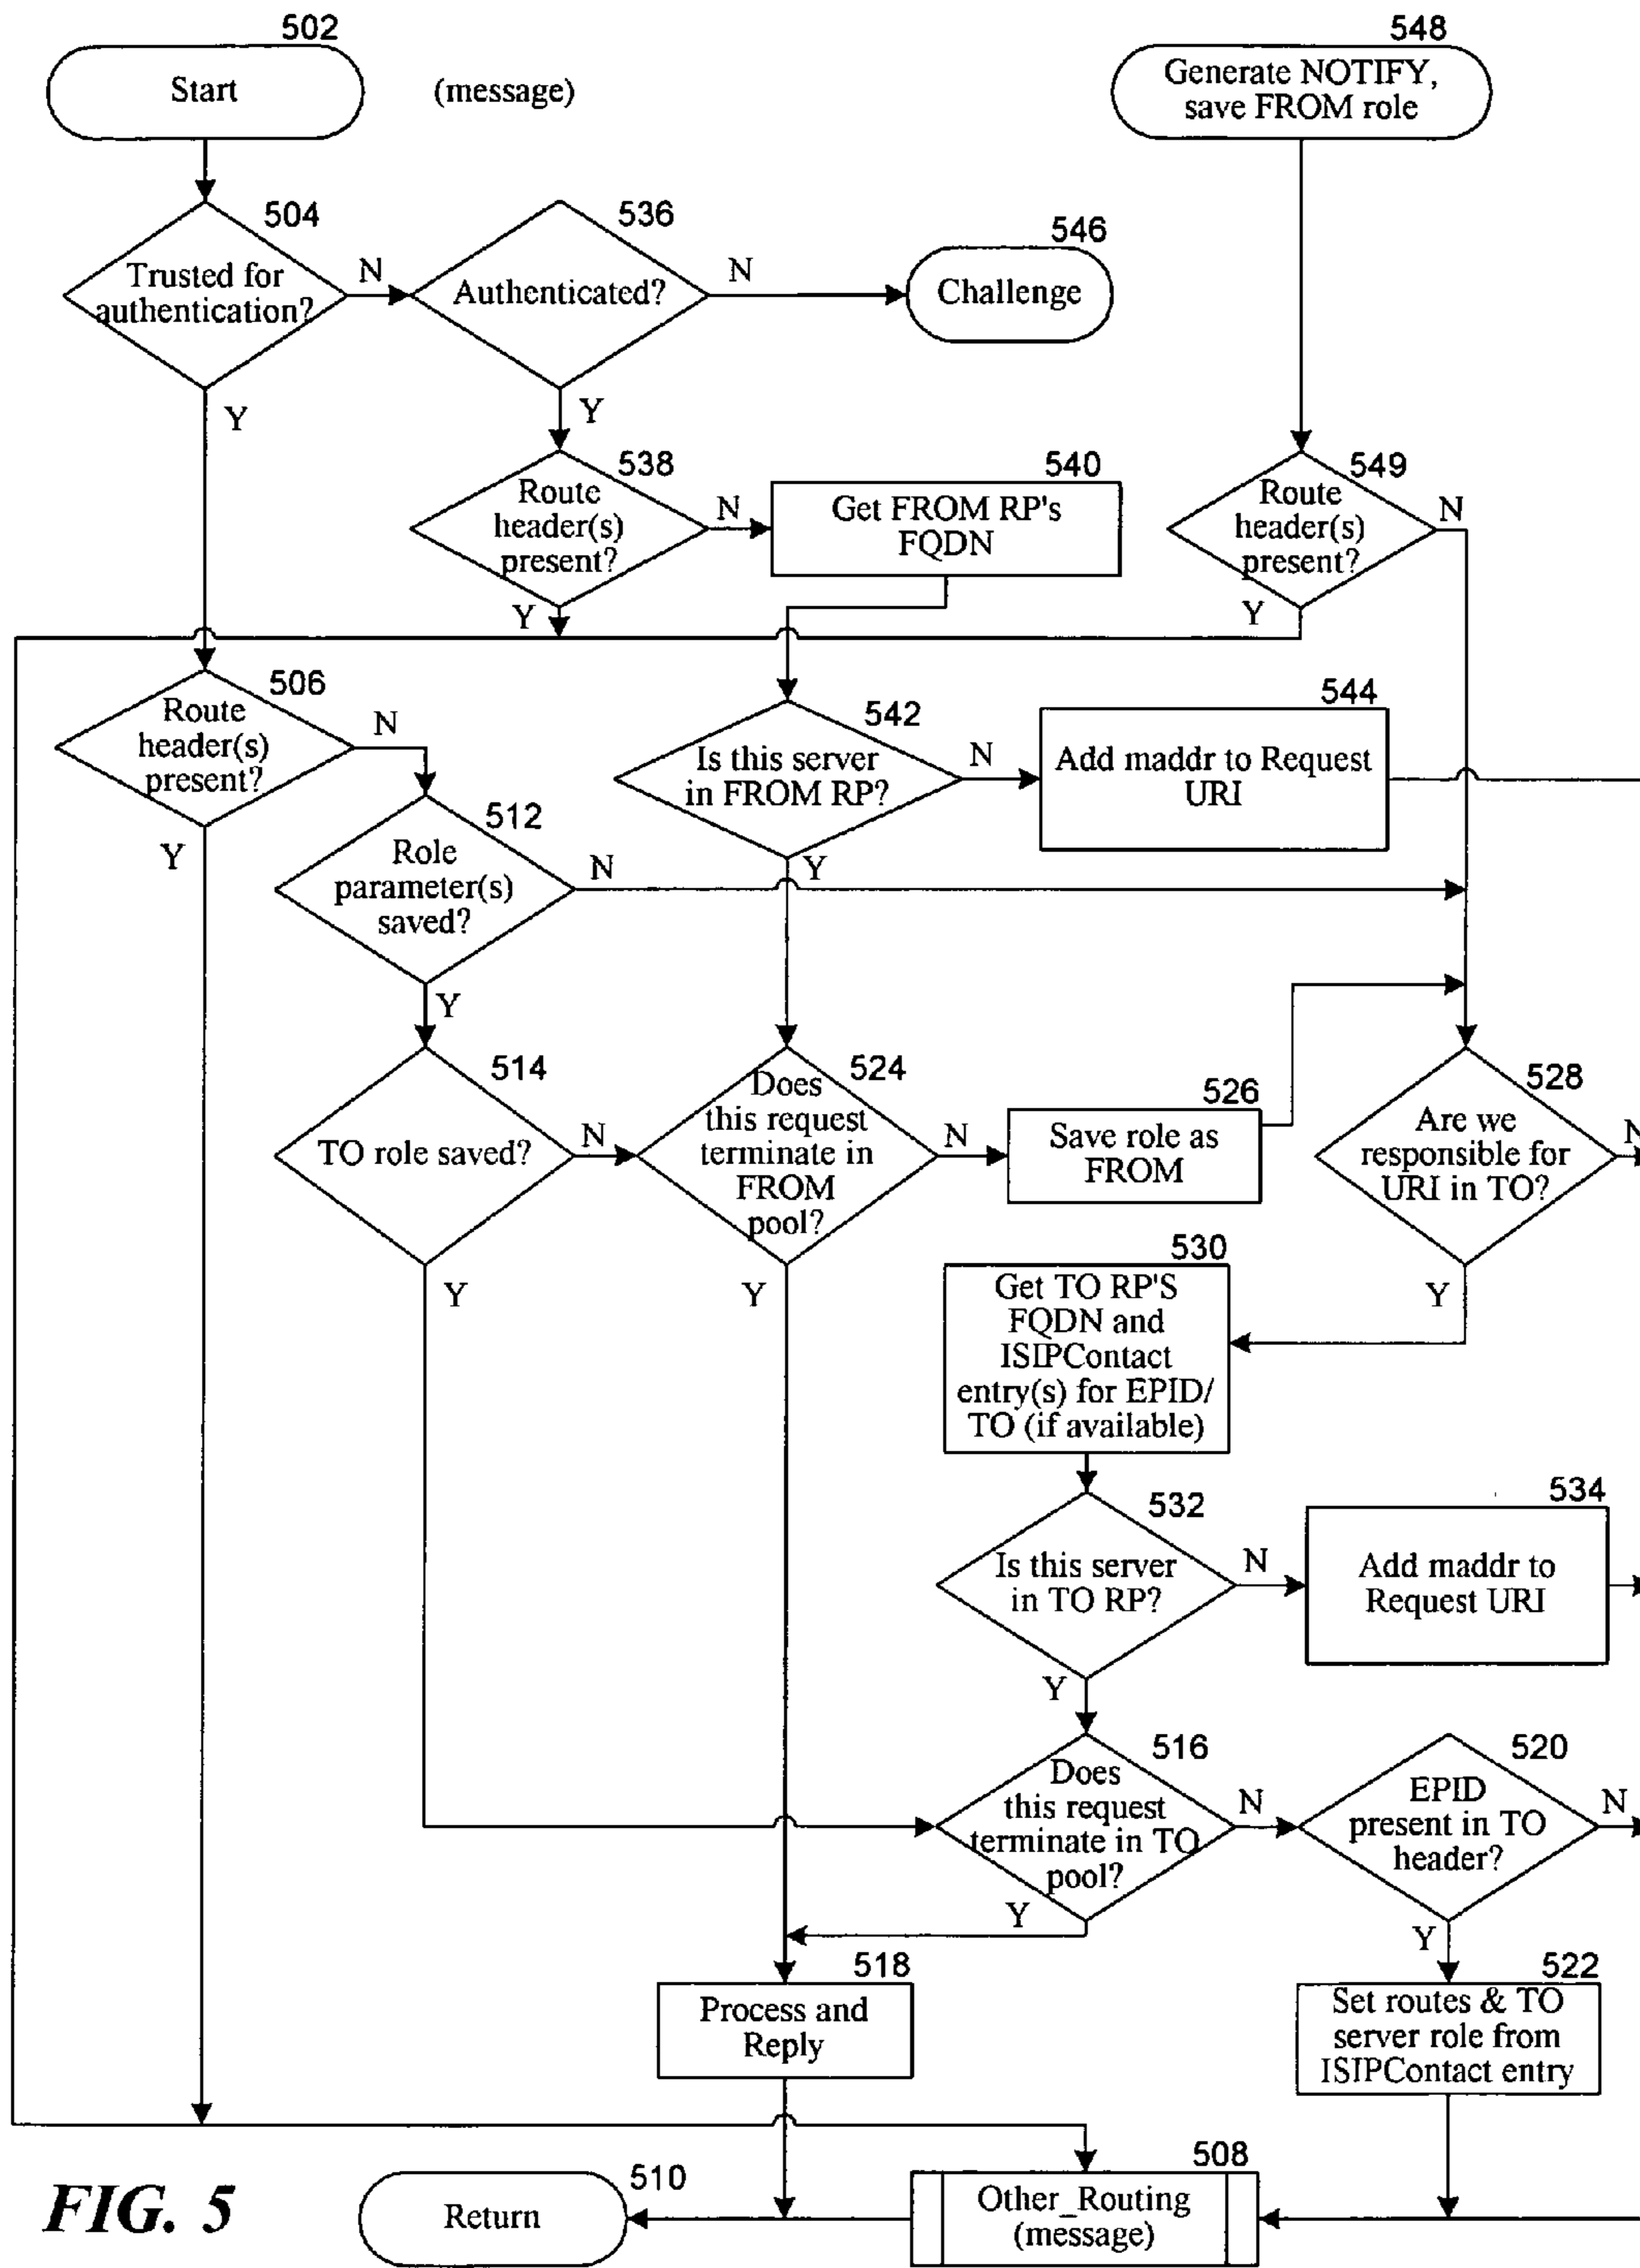 502
Start
(message)
548
Generate NOTIFY,
save FROM role
504
Trusted for
authentication?
N
Y
536
Authenticated?
N
Y
546
Challenge
538
Route
header(s)
present?
N
Y
540
Get FROM RP's
FQDN
549
Route
header(s)
present?
N
Y
506
Route
header(s)
present?
N
Y
542
Is this server
in FROM RP?
N
Y
544
Add maddr to Request
URI
512
Role
parameter(s)
saved?
N
Y
514
TO role saved?
N
Y
524
Does
this request
terminate in
FROM
pool?
N
Y
526
Save role as
FROM
528
Are we
responsible for
URI in TO?
N
Y
530
Get TO RP'S
FQDN and
ISIPContact
entry(s) for EPID/
TO (if available)
532
Is this server
in TO RP?
N
Y
534
Add maddr to
Request URI
516
Does
this request
terminate in TO
pool?
N
Y
520
EPID
present in TO
header?
N
Y
518
Process and
Reply
522
Set routes & TO
server role from
ISIPContact entry
508
Other_Routing
(message)
510
Return
FIG. 5